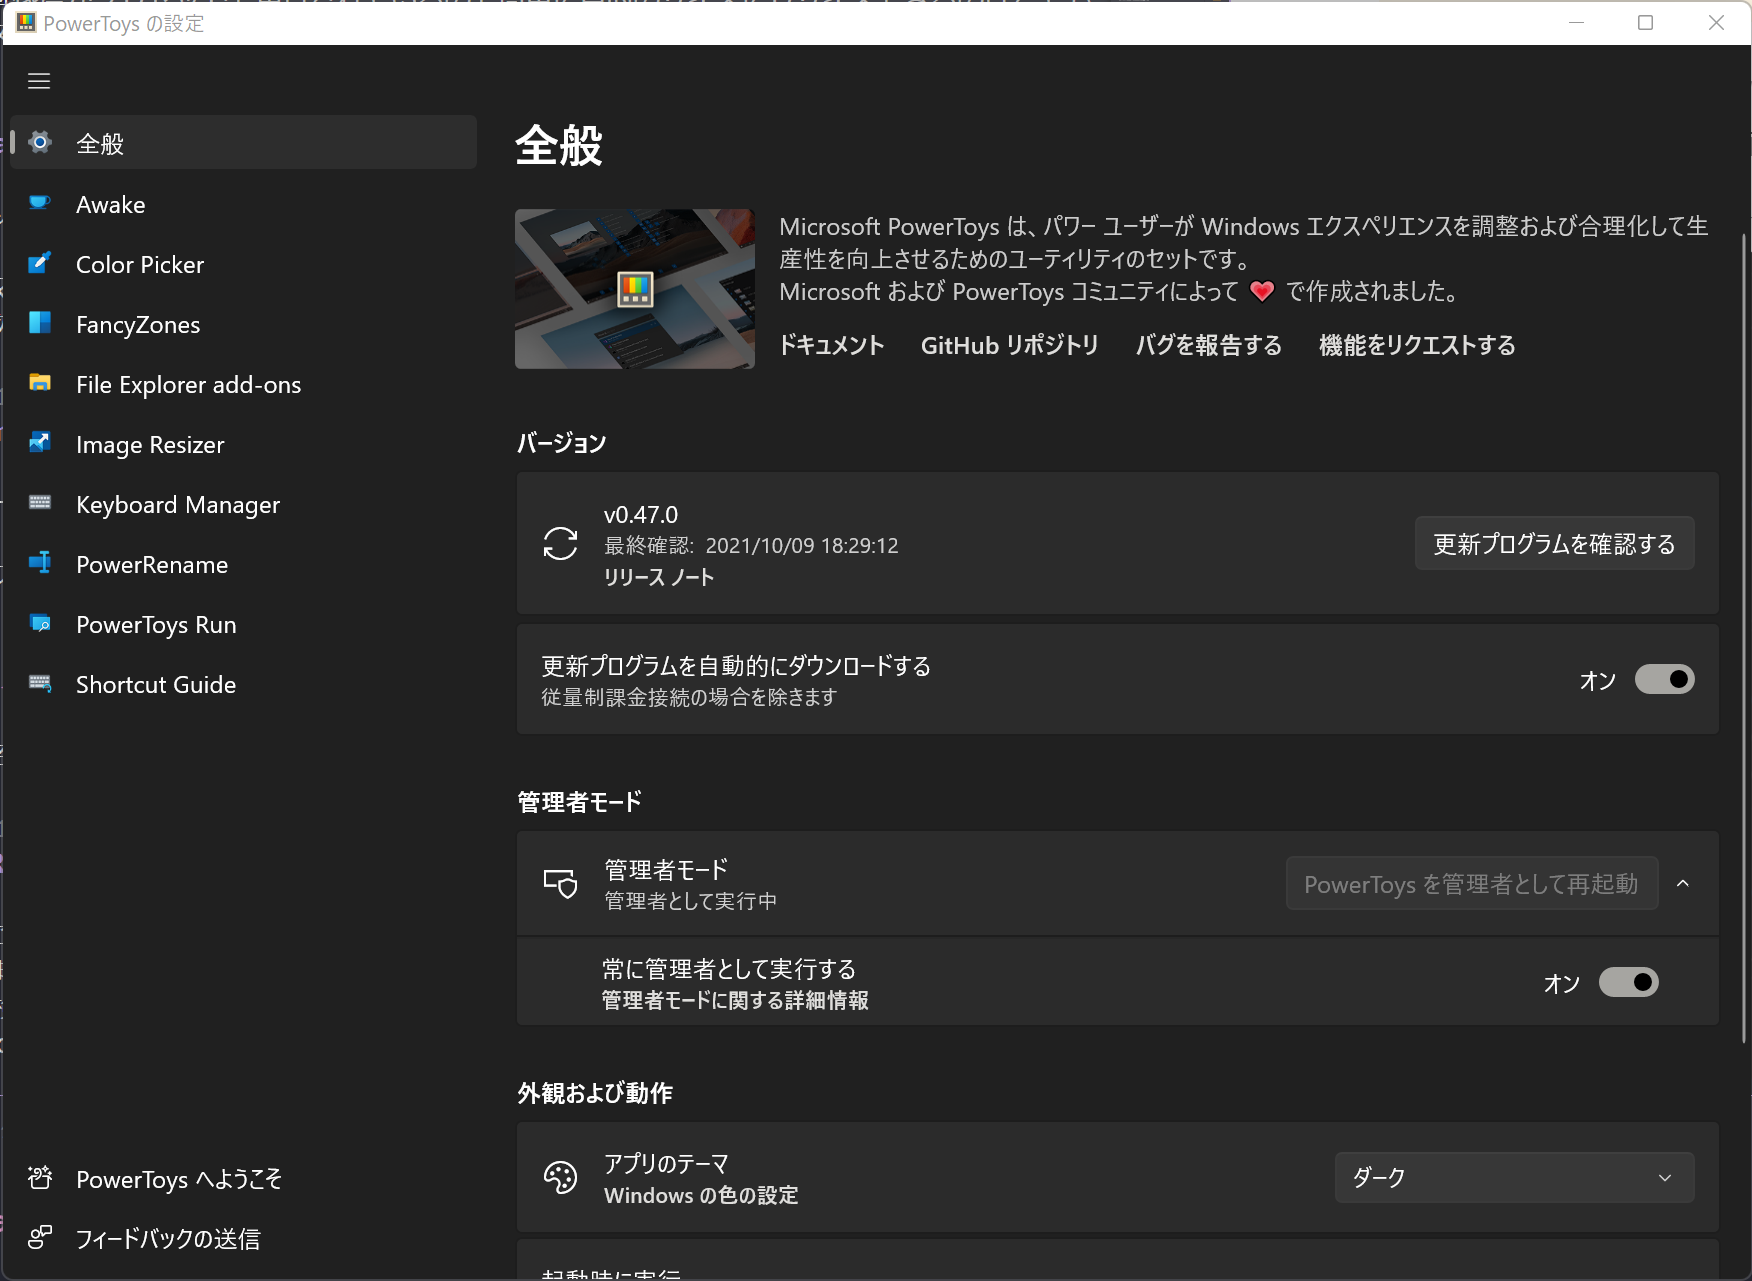 PowerToys の設定
全般
Awake
Color Picker
FancyZones
File Explorer add-ons
Image Resizer
Keyboard Manager
PowerRename
PowerToys Run
Shortcut Guide
PowerToys へようこそ
フィードバックの送信
全般
Microsoft PowerToys は、パワー ユーザーが Windows エクスペリエンスを調整および合理化して生
産性を向上させるためのユーティリティのセットです。
Microsoft および PowerToys コミュニティによって ❤ で作成されました。
ドキュメント GitHub リポジトリ バグを報告する 機能をリクエストする
バージョン
v0.47.0
最終確認: 2021/10/09 18:29:12
リリース ノート
更新プログラムを確認する
更新プログラムを自動的にダウンロードする
従量制課金接続の場合を除きます
オン
管理者モード
管理者モード
管理者として実行中
PowerToys を管理者として再起動
常に管理者として実行する
管理者モードに関する詳細情報
オン
外観および動作
アプリのテーマ
Windows の色の設定
ダーク
起動時に実行